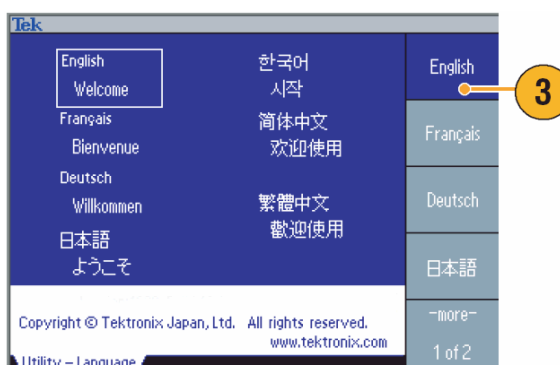 Tek
English
Welcome
Français
Bienvenue
Deutsch
Willkommen
日本語
ようこそ
한국어
시작
简体中文
欢迎使用
繁體中文
歡迎使用
Copyright © Tektronix Japan, Ltd. All rights reserved.
www.tektronix.com
Utility – Language
English
Français
Deutsch
日本語
-more-
1 of 2
3